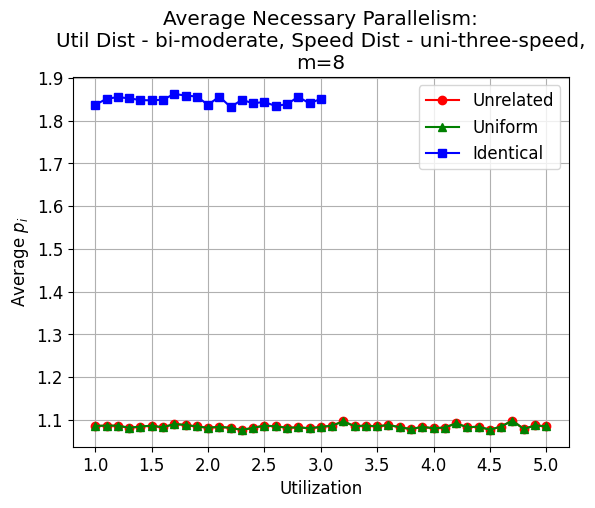 Average Necessary Parallelism:
Util Dist - bi-moderate, Speed Dist - uni-three-speed,
m=8
1.9
1.8
1.7
1.6
1.5
1.4
1.3
1.2
1.1
Average p_i
Unrelated
Uniform
Identical
1.0 1.5 2.0 2.5 3.0 3.5 4.0 4.5 5.0
Utilization